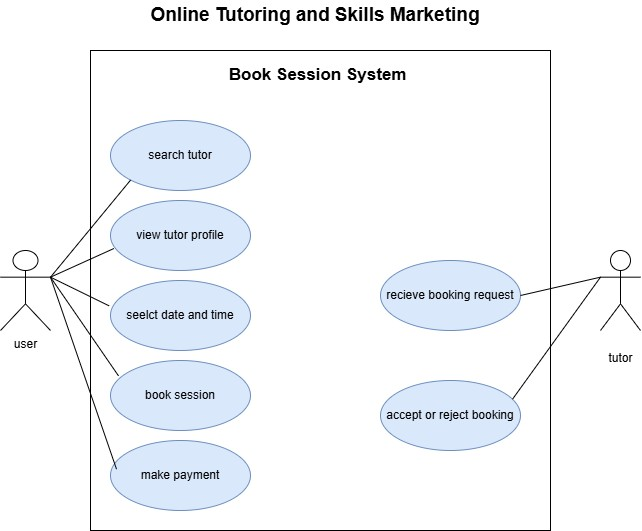 Online Tutoring and Skills Marketing
Book Session System
search tutor
view tutor profile
seelct date and time
book session
make payment
recieve booking request
accept or reject booking
user
tutor